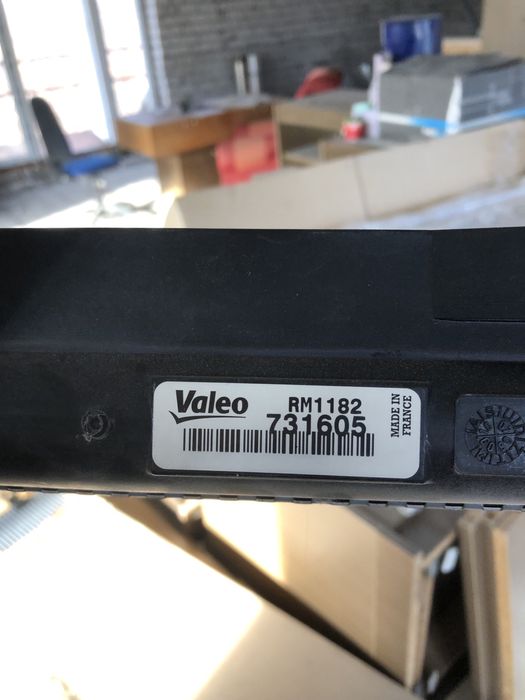 Valeo
RM1182
731605
MADE IN
FRANCE